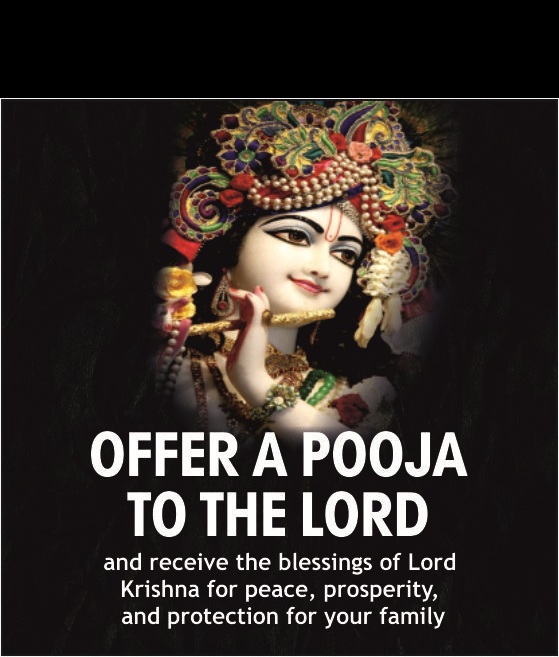 OFFER A POOJA
TO THE LORD
and receive the blessings of Lord
Krishna for peace, prosperity,
and protection for your family